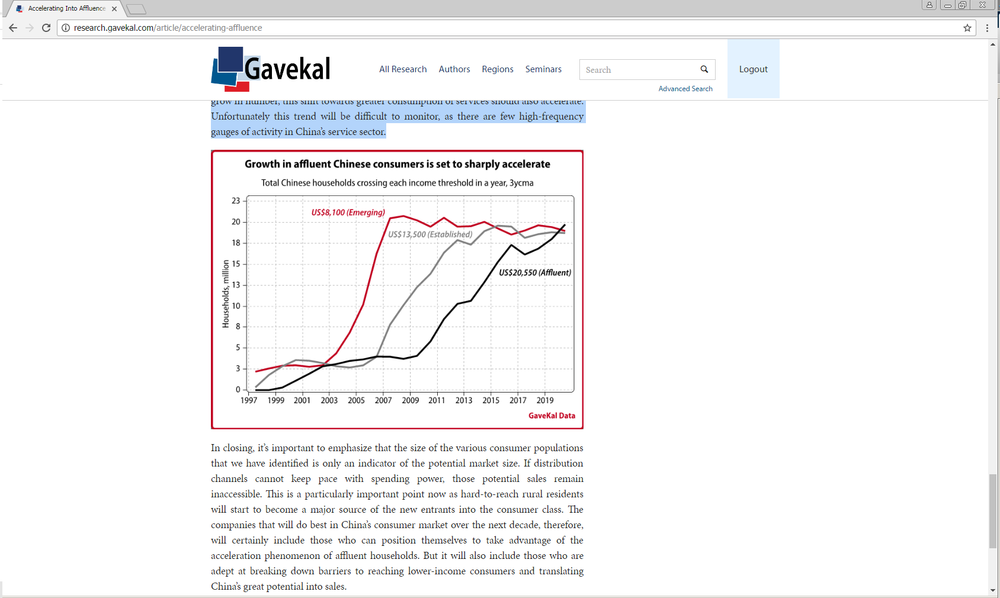 Accelerating Into Affluence
research.gavekal.com/article/accelerating-affluence
Gavekal
All Research Authors Regions Seminars
Search
Advanced Search
Logout
grow in number, this shift towards greater consumption of services should also accelerate.
Unfortunately this trend will be difficult to monitor, as there are few high-frequency
gauges of activity in China's service sector.
Growth in affluent Chinese consumers is set to sharply accelerate
Total Chinese households crossing each income threshold in a year, 3ycma
Households, million
23
20
18
15
13
10
8
5
3
0
US$8,100 (Emerging)
US$13,500 (Established)
US$20,550 (Affluent)
1997 1999 2001 2003 2005 2007 2009 2011 2013 2015 2017 2019
GaveKal Data
In closing, it's important to emphasize that the size of the various consumer populations
that we have identified is only an indicator of the potential market size. If distribution
channels cannot keep pace with spending power, those potential sales remain
inaccessible. This is a particularly important point now as hard-to-reach rural residents
will start to become a major source of the new entrants into the consumer class. The
companies that will do best in China's consumer market over the next decade, therefore,
will certainly include those who can position themselves to take advantage of the
acceleration phenomenon of affluent households. But it will also include those who are
adept at breaking down barriers to reaching lower-income consumers and translating
China's great potential into sales.